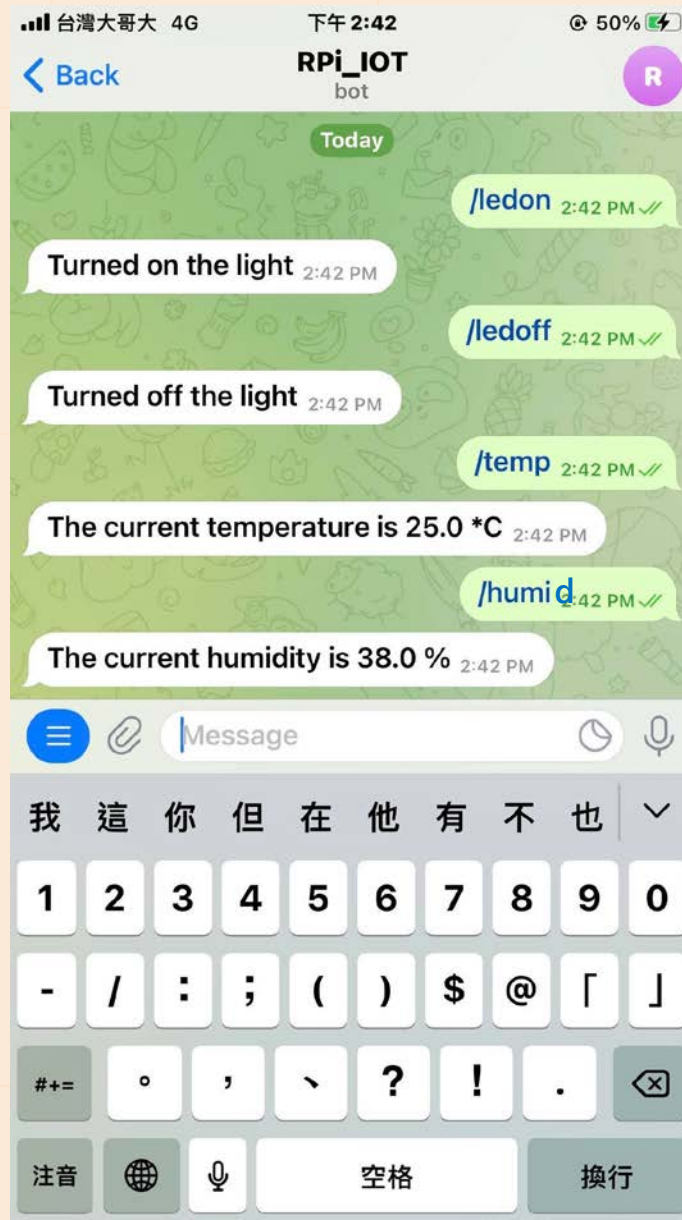 台灣大哥大 4G 下午 2:42 50%
Back RPi_IOT R
bot
Today
/ledon 2:42 PM
Turned on the light 2:42 PM
/ledoff 2:42 PM
Turned off the light 2:42 PM
/temp 2:42 PM
The current temperature is 25.0 *C 2:42 PM
/humid 2:42 PM
The current humidity is 38.0 % 2:42 PM
Message
我 這 你 但 在 他 有 不 也
1 2 3 4 5 6 7 8 9 0
- / : ; ( ) $ @ 「 」
#+= 。 , 、 ? ! .
注音 空格 換行